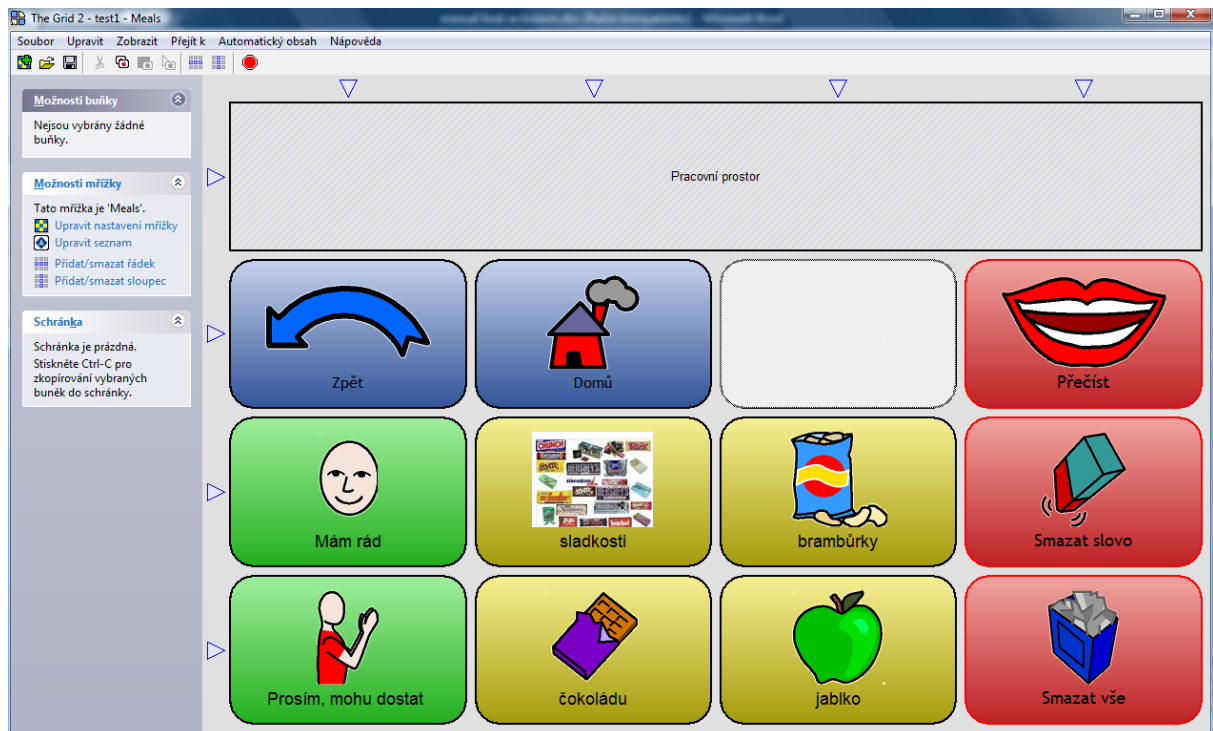 The Grid 2 - test1 - Meals
Soubor Upravit Zobrazit Přejít k Automatický obsah Nápověda
Možnosti buňky
Nejsou vybrány žádné
buňky.
Možnosti mřížky
Tato mřížka je 'Meals'.
Upravit nastavení mřížky
Upravit seznam
Přidat/smazat řádek
Přidat/smazat sloupec
Schránka
Schránka je prázdná.
Stiskněte Ctrl-C pro
zkopírování vybraných
buněk do schránky.
Pracovní prostor
Zpět
Domů
Přečíst
Mám rád
sladkosti
brambůrky
Smazat slovo
Prosím, mohu dostat
čokoládu
jablko
Smazat vše
CRUNCH
HERSHEY'S